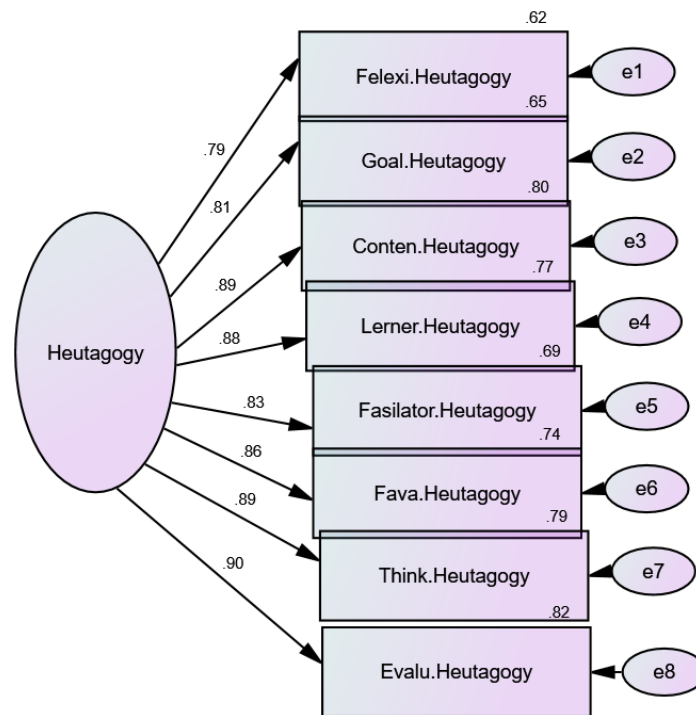 .62
Felexi.Heutagogy
e1
.65
.79
Goal.Heutagogy
e2
.80
.81
Conten.Heutagogy
e3
.77
.89
Lerner.Heutagogy
e4
.69
.88
Heutagogy
Fasilator.Heutagogy
e5
.74
.83
Fava.Heutagogy
e6
.79
.86
Think.Heutagogy
e7
.82
.89
Evalu.Heutagogy
e8
.90